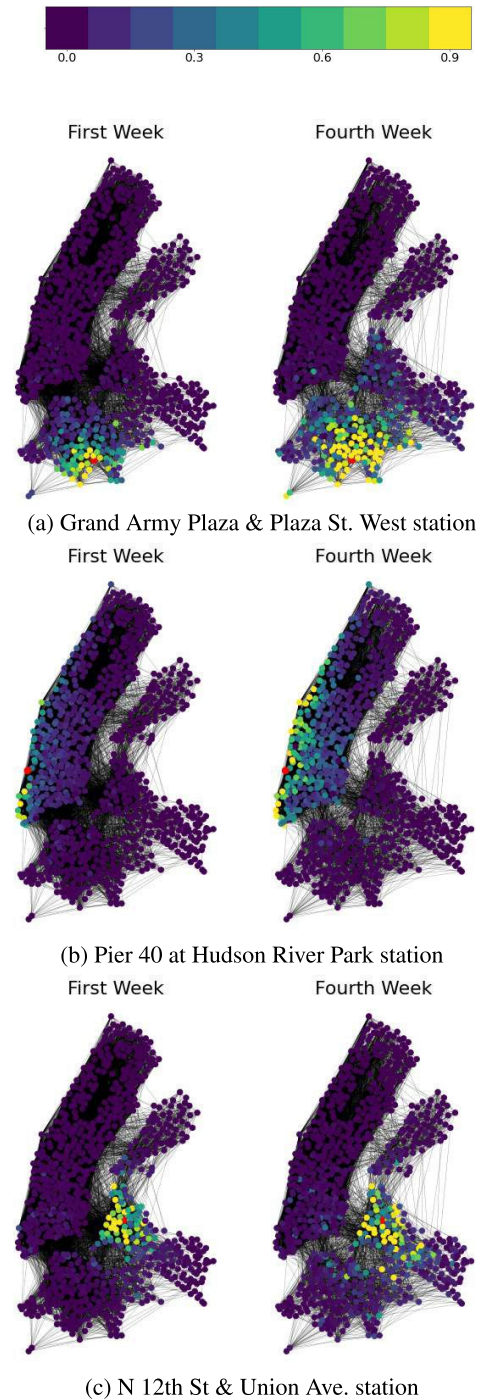 0.0 0.3 0.6 0.9
First Week Fourth Week
(a) Grand Army Plaza & Plaza St. West station
First Week Fourth Week
(b) Pier 40 at Hudson River Park station
First Week Fourth Week
(c) N 12th St & Union Ave. station